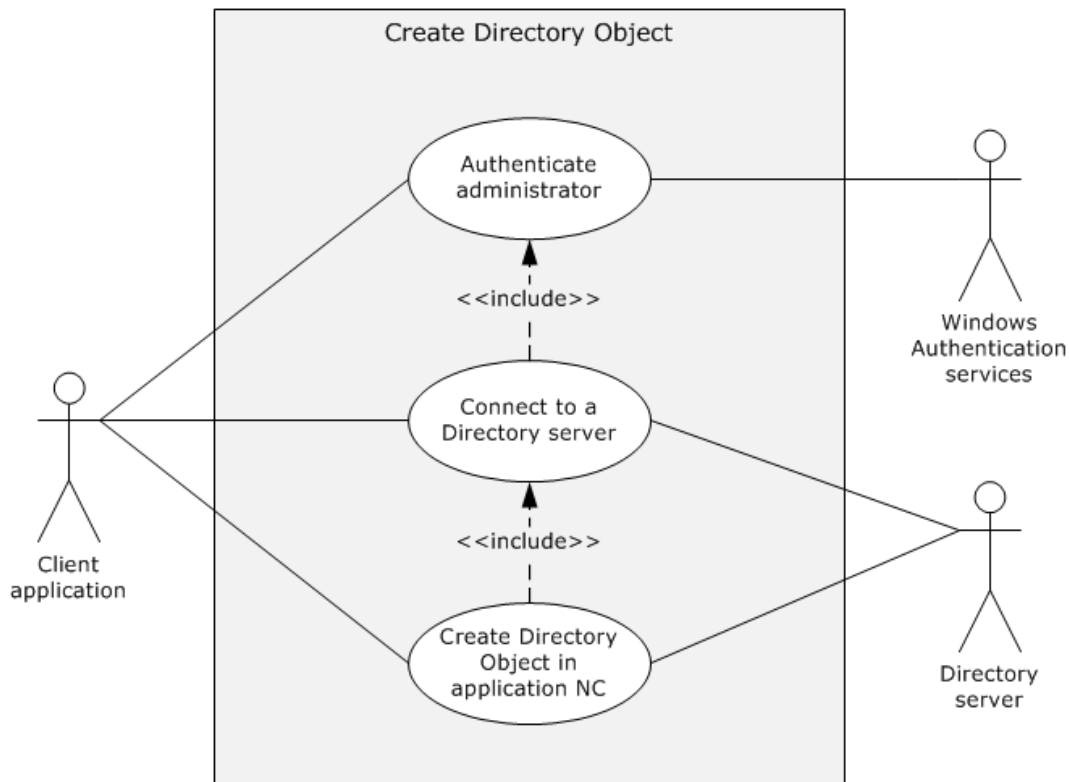 Create Directory Object
Authenticate
administrator
<<include>>
Windows
Authentication
services
Connect to a
Directory server
<<include>>
Client
application
Create Directory
Object in
application NC
Directory
server